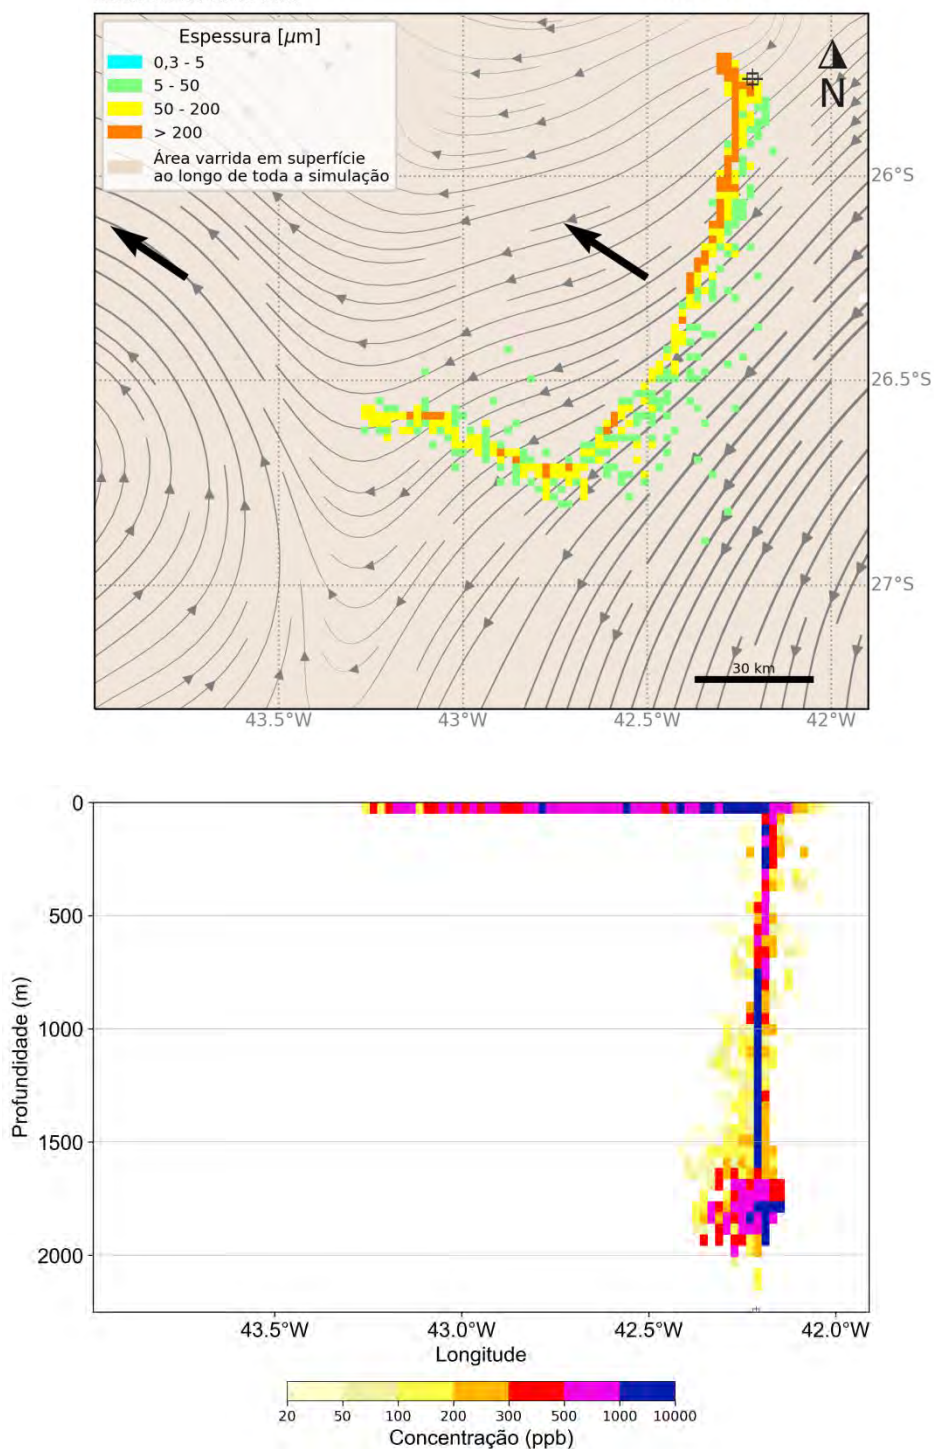 Espessura [μm]
0,3 - 5
5 - 50
50 - 200
> 200
Área varrida em superfície
ao longo de toda a simulação
N
26°S
26.5°S
27°S
30 km
43.5°W 43°W 42.5°W 42°W
0
500
1000
1500
2000
Profundidade (m)
43.5°W 43.0°W 42.5°W 42.0°W
Longitude
20 50 100 200 300 500 1000 10000
Concentração (ppb)